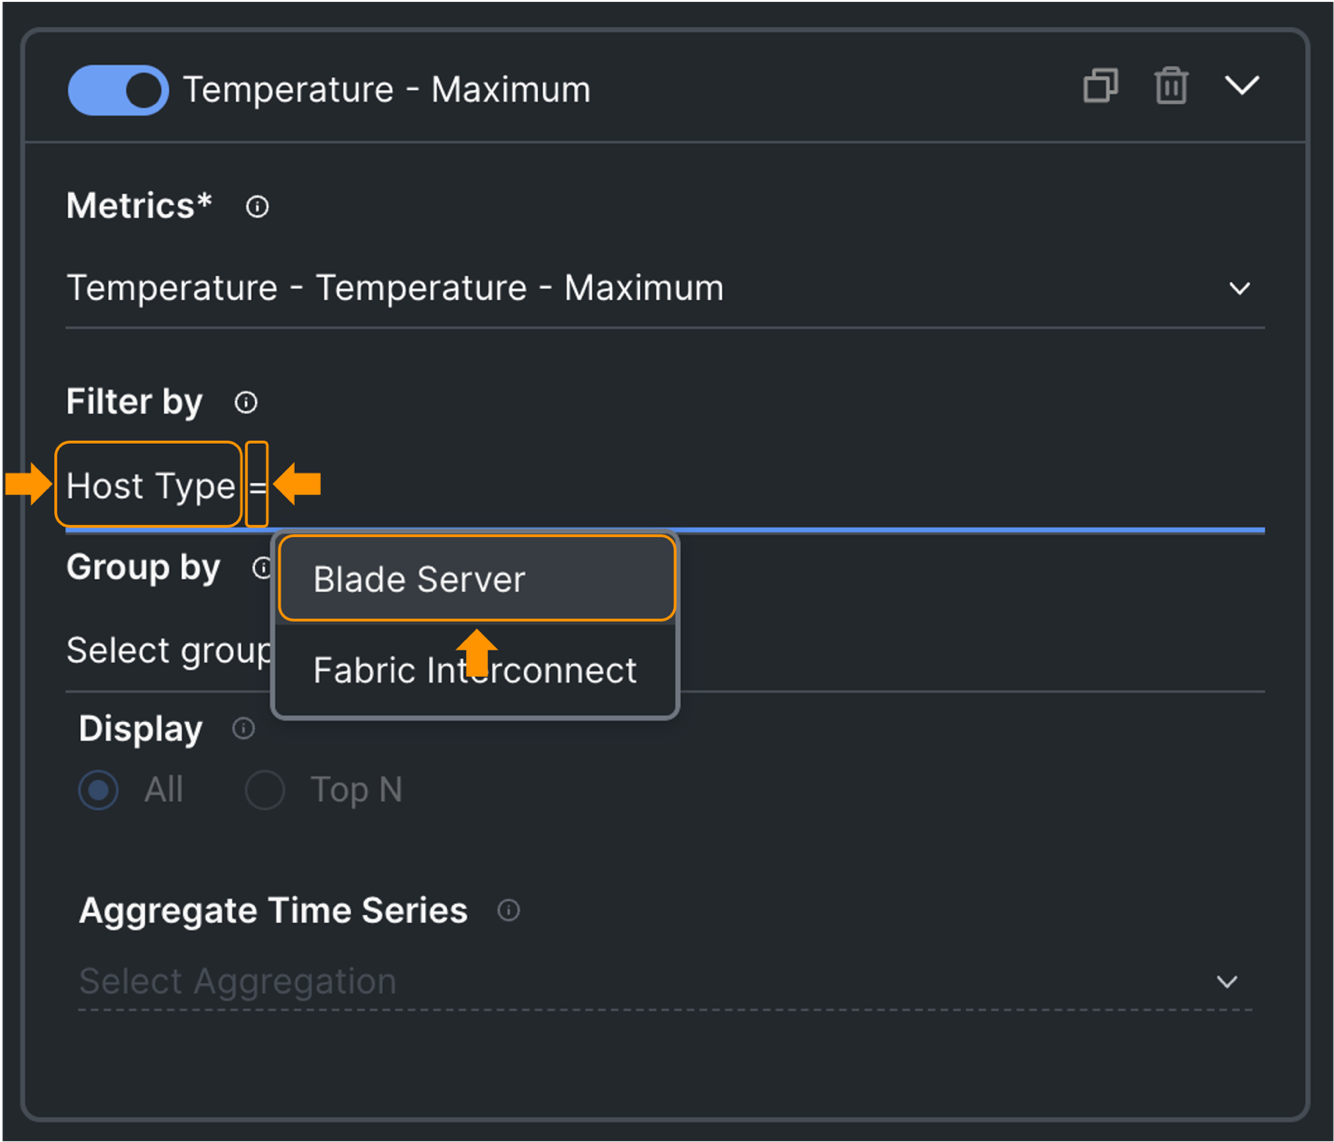 Temperature - Maximum
Metrics*
Temperature - Temperature - Maximum
Filter by
Host Type =
Group by
Blade Server
Select group
Fabric Interconnect
Display
All Top N
Aggregate Time Series
Select Aggregation